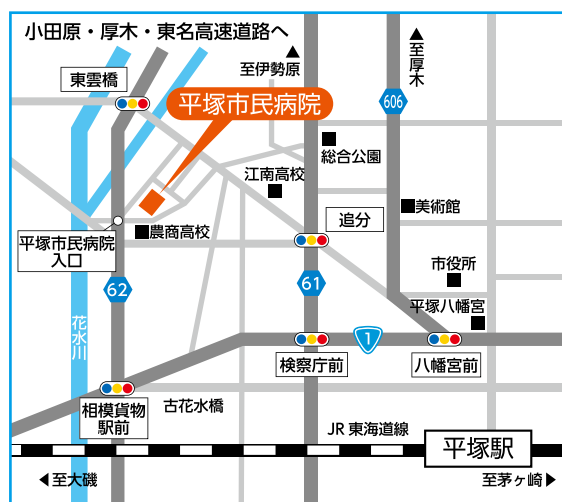 小田原・厚木・東名高速道路へ
至伊勢原
至厚木
東雲橋
平塚市民病院
606
総合公園
江南高校
美術館
追分
農商高校
平塚市民病院
入口
市役所
62
61
平塚八幡宮
花水川
1
検察庁前
八幡宮前
相模貨物
駅前
古花水橋
JR東海道線
平塚駅
至大磯
至茅ヶ崎